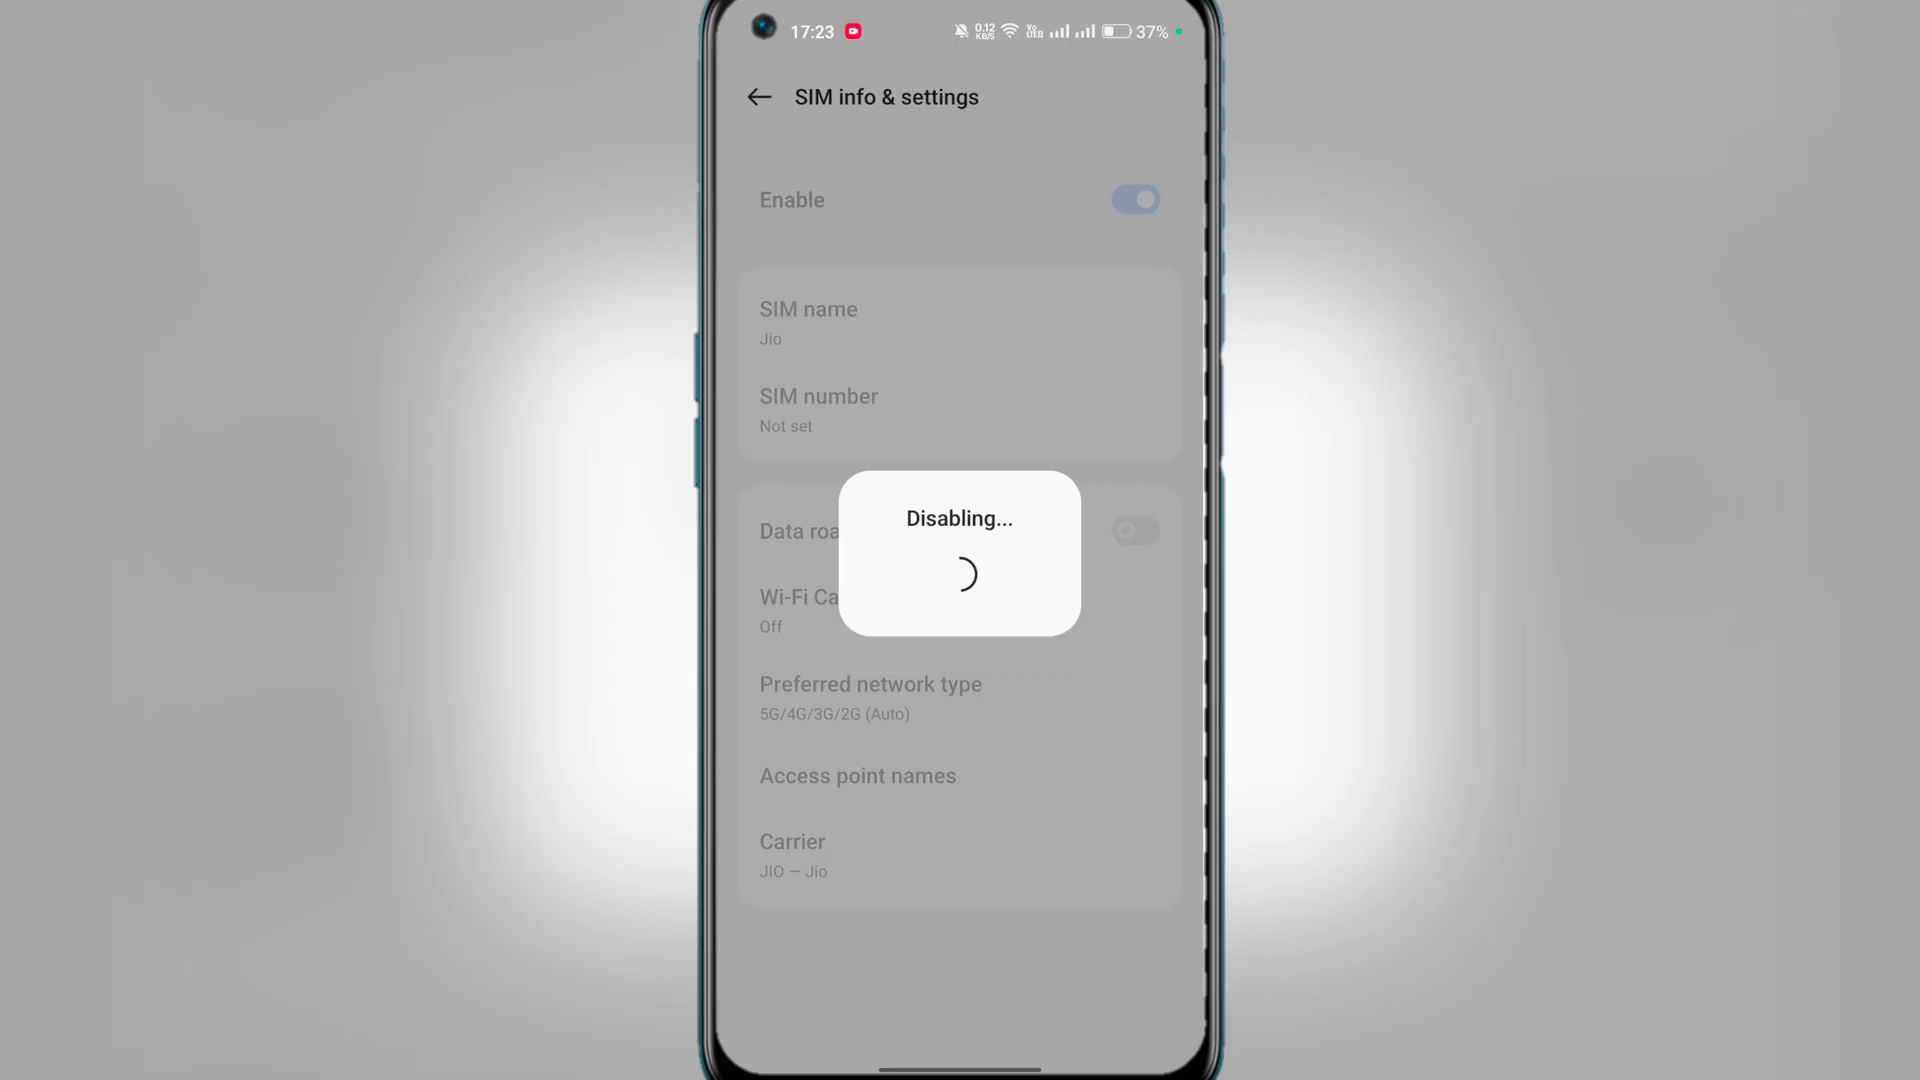 17:23
0.12 KB/S Vo LTE 37%
SIM info & settings
Enable
SIM name
Jio
SIM number
Not set
Disabling...
Data roa
Wi-Fi Ca
Off
Preferred network type
5G/4G/3G/2G (Auto)
Access point names
Carrier
JIO — Jio